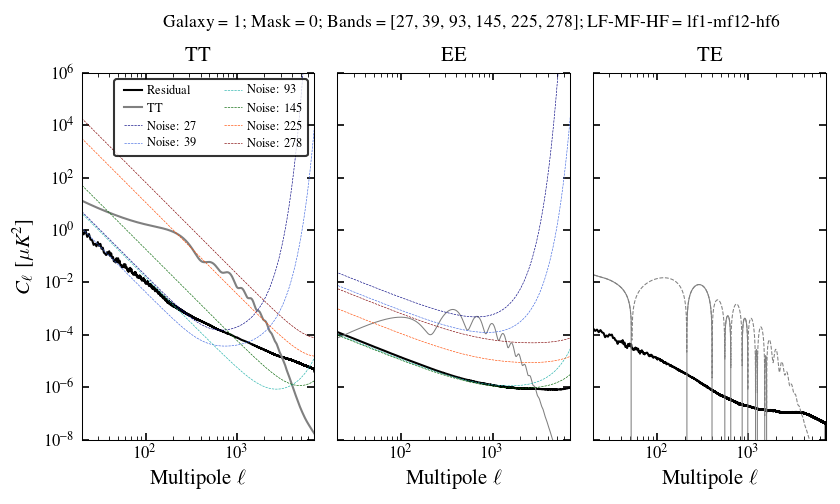 Galaxy = 1; Mask = 0; Bands = [27, 39, 93, 145, 225, 278]; LF-MF-HF = lf1-mf12-hf6
TT EE TE
Residual
TT
Noise: 27
Noise: 39
Noise: 93
Noise: 145
Noise: 225
Noise: 278
C_ℓ [μK^2]
10^6
10^4
10^2
10^0
10^−2
10^−4
10^−6
10^−8
10^2 10^3 10^2 10^3 10^2 10^3
Multipole ℓ Multipole ℓ Multipole ℓ